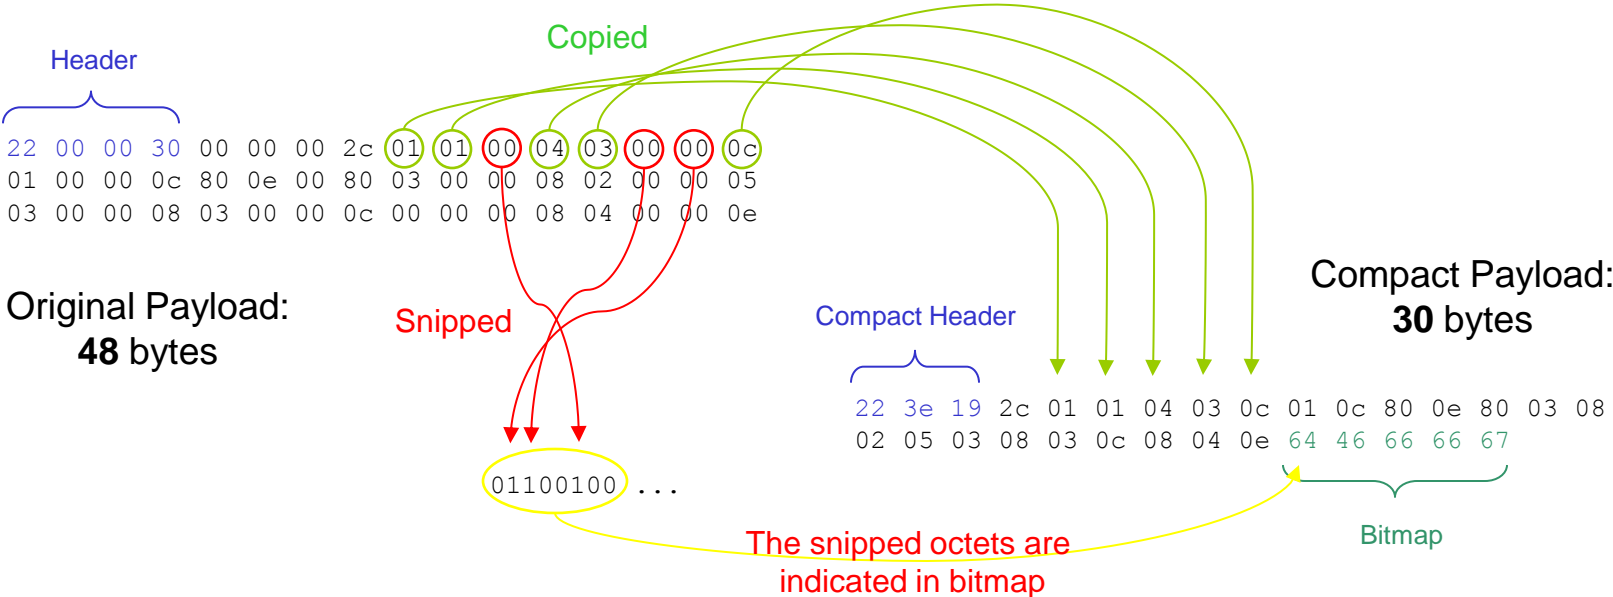 Copied
Header
22 00 00 30 00 00 00 2c 01 01 00 04 03 00 00 0c
01 00 00 0c 80 0e 00 80 03 00 00 08 02 00 00 05
03 00 00 08 03 00 00 0c 00 00 00 08 04 00 00 0e
Original Payload:
48 bytes
Snipped
Compact Header
Compact Payload:
30 bytes
22 3e 19 2c 01 01 04 03 0c 01 0c 80 0e 80 03 08
02 05 03 08 03 0c 08 04 0e 64 46 66 66 67
01100100 ...
Bitmap
The snipped octets are
indicated in bitmap